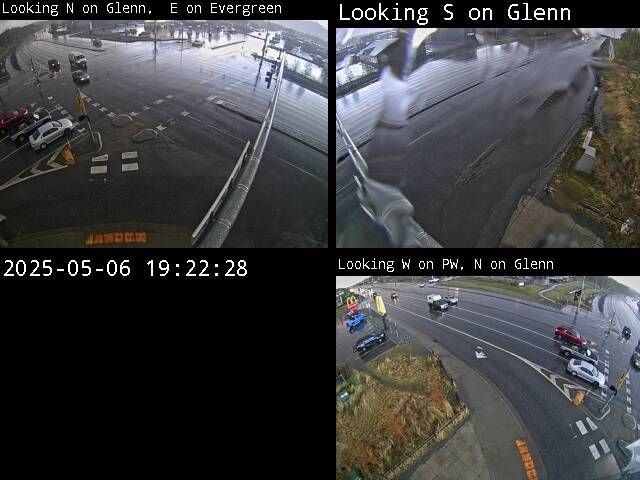 Looking N on Glenn,  E on Evergreen
Looking S on Glenn
2025-05-06 19:22:28
Looking W on PW, N on Glenn